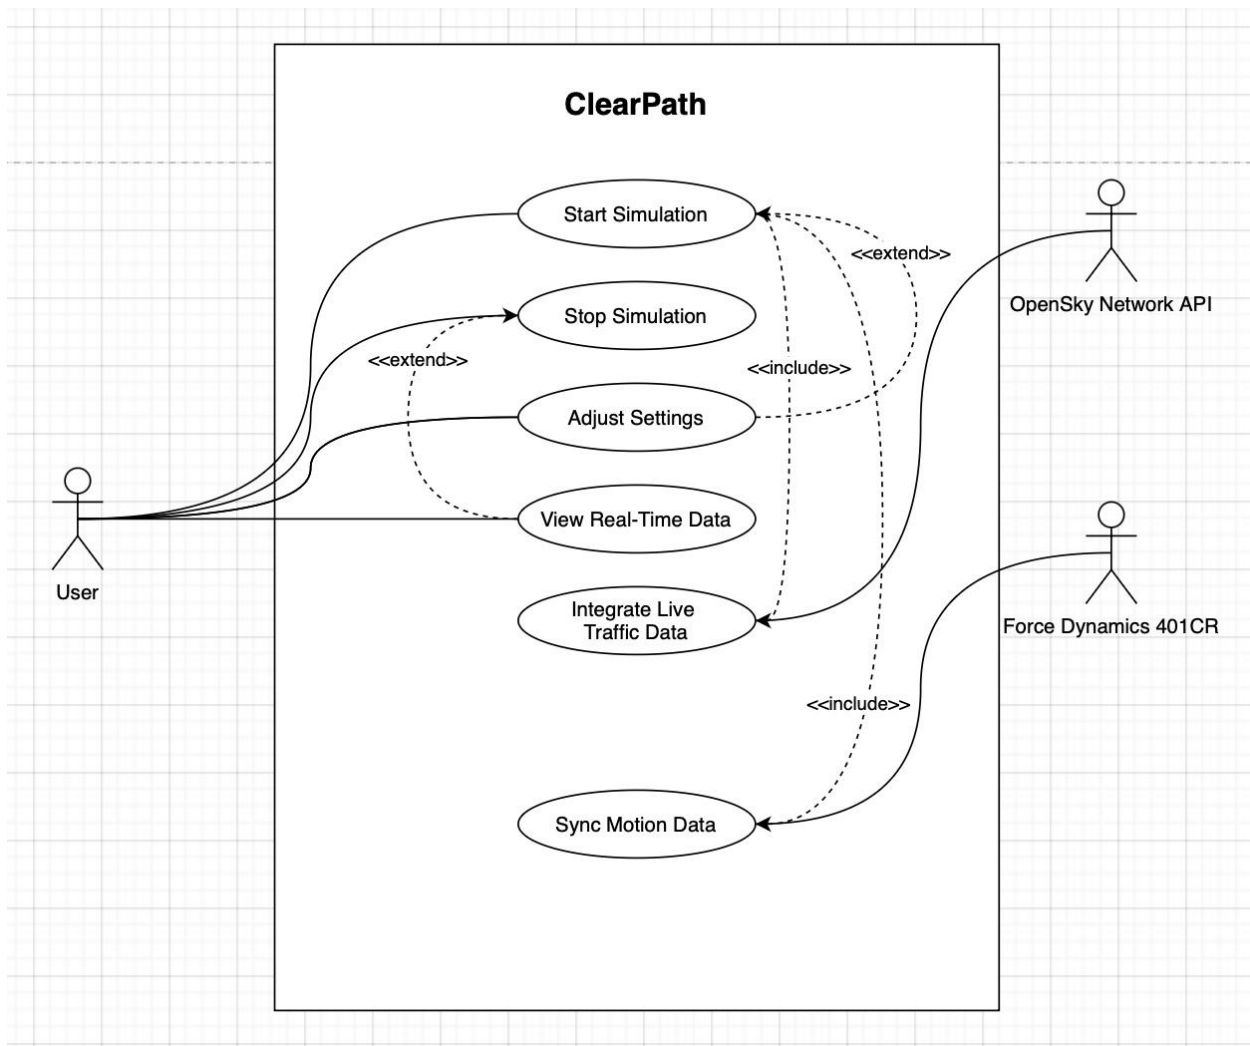 ClearPath
Start Simulation
<<extend>>
OpenSky Network API
Stop Simulation
<<extend>>
<<include>>
Adjust Settings
View Real-Time Data
User
Integrate Live
Traffic Data
Force Dynamics 401CR
<<include>>
Sync Motion Data